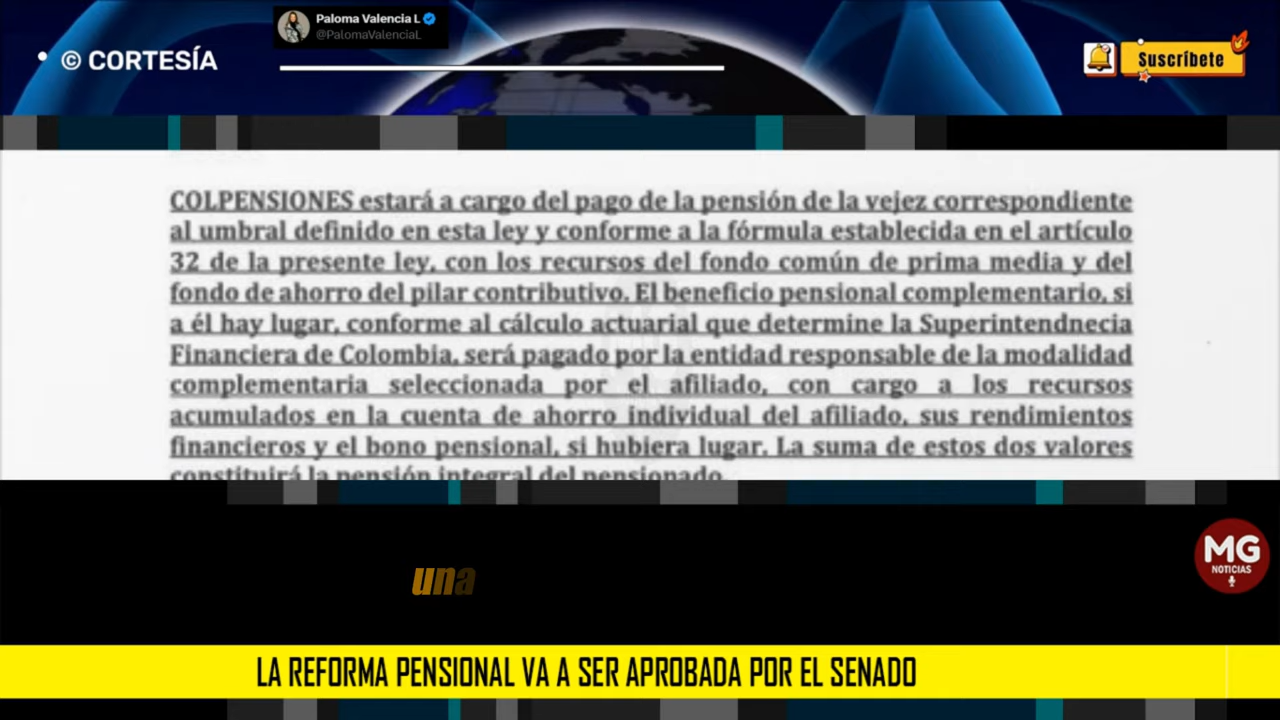 Paloma Valencia L
@PalomaValenciaL
© CORTESÍA
Suscríbete
COLPENSIONES estará a cargo del pago de la pensión de la vejez correspondiente
al umbral definido en esta ley y conforme a la fórmula establecida en el artículo
32 de la presente ley, con los recursos del fondo común de prima media y del
fondo de ahorro del pilar contributivo. El beneficio pensional complementario, si
a él hay lugar, conforme al cálculo actuarial que determine la Superintendnecia
Financiera de Colombia, será pagado por la entidad responsable de la modalidad
complementaria seleccionada por el afiliado, con cargo a los recursos
acumulados en la cuenta de ahorro individual del afiliado, sus rendimientos
financieros y el bono pensional, si hubiera lugar. La suma de estos dos valores
constituirá la pensión integral del pensionado.
MG
NOTICIAS
una
LA REFORMA PENSIONAL VA A SER APROBADA POR EL SENADO